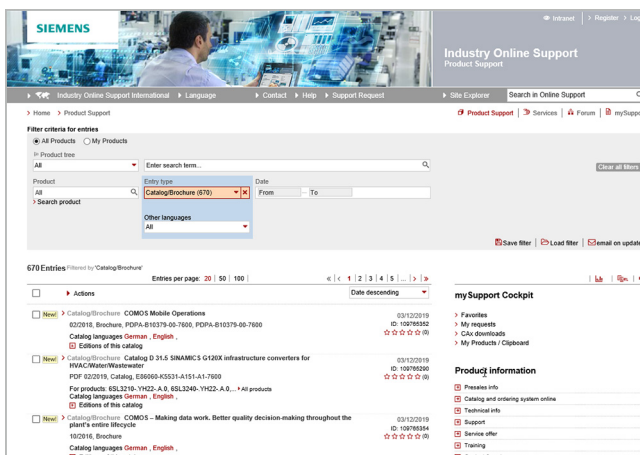 SIEMENS
Intranet > Register > Log
Industry Online Support
Product Support
Industry Online Support International Language Contact Help Support Request Site Explorer Search in Online Support
> Home > Product Support
Product Support Services Forum mySuppo
Filter criteria for entries
All Products My Products
Product tree
All Enter search term...
Clear all filters
Product Entry type Date
All Catalog/Brochure (670) From To
> Search product
Other languages
All
Save filter Load filter email on update
670 Entries Filtered by 'Catalog/Brochure'
Entries per page: 20 | 50 | 100 | « | < 1 | 2 | 3 | 4 | 5 | ... | > | »
Actions Date descending
New! > Catalog/Brochure COMOS Mobile Operations 03/12/2019
02/2018, Brochure, PDPA-B10379-00-7600, PDPA-B10379-00-7600 ID: 109765352
Catalog languages German , English , (0)
Editions of this catalog
New! > Catalog/Brochure Catalog D 31.5 SINAMICS G120X infrastructure converters for HVAC/Water/Wastewater 03/12/2019
PDF 02/2019, Catalog, E86060-K5531-A151-A1-7600 ID: 109765290
(0)
For products: 6SL3210-.YH22-.A.0, 6SL3240-.YH22-.A.0,... All products
Catalog languages German , English ,
Editions of this catalog
New! > Catalog/Brochure COMOS – Making data work. Better quality decision-making throughout the plant's entire lifecycle 03/12/2019
10/2016, Brochure ID: 109765354
(0)
Catalog languages German , English ,
mySupport Cockpit
> Favorites
> My requests
> CAx downloads
> My Products / Clipboard
Product information
Presales info
Catalog and ordering system online
Technical info
Support
Service offer
Training